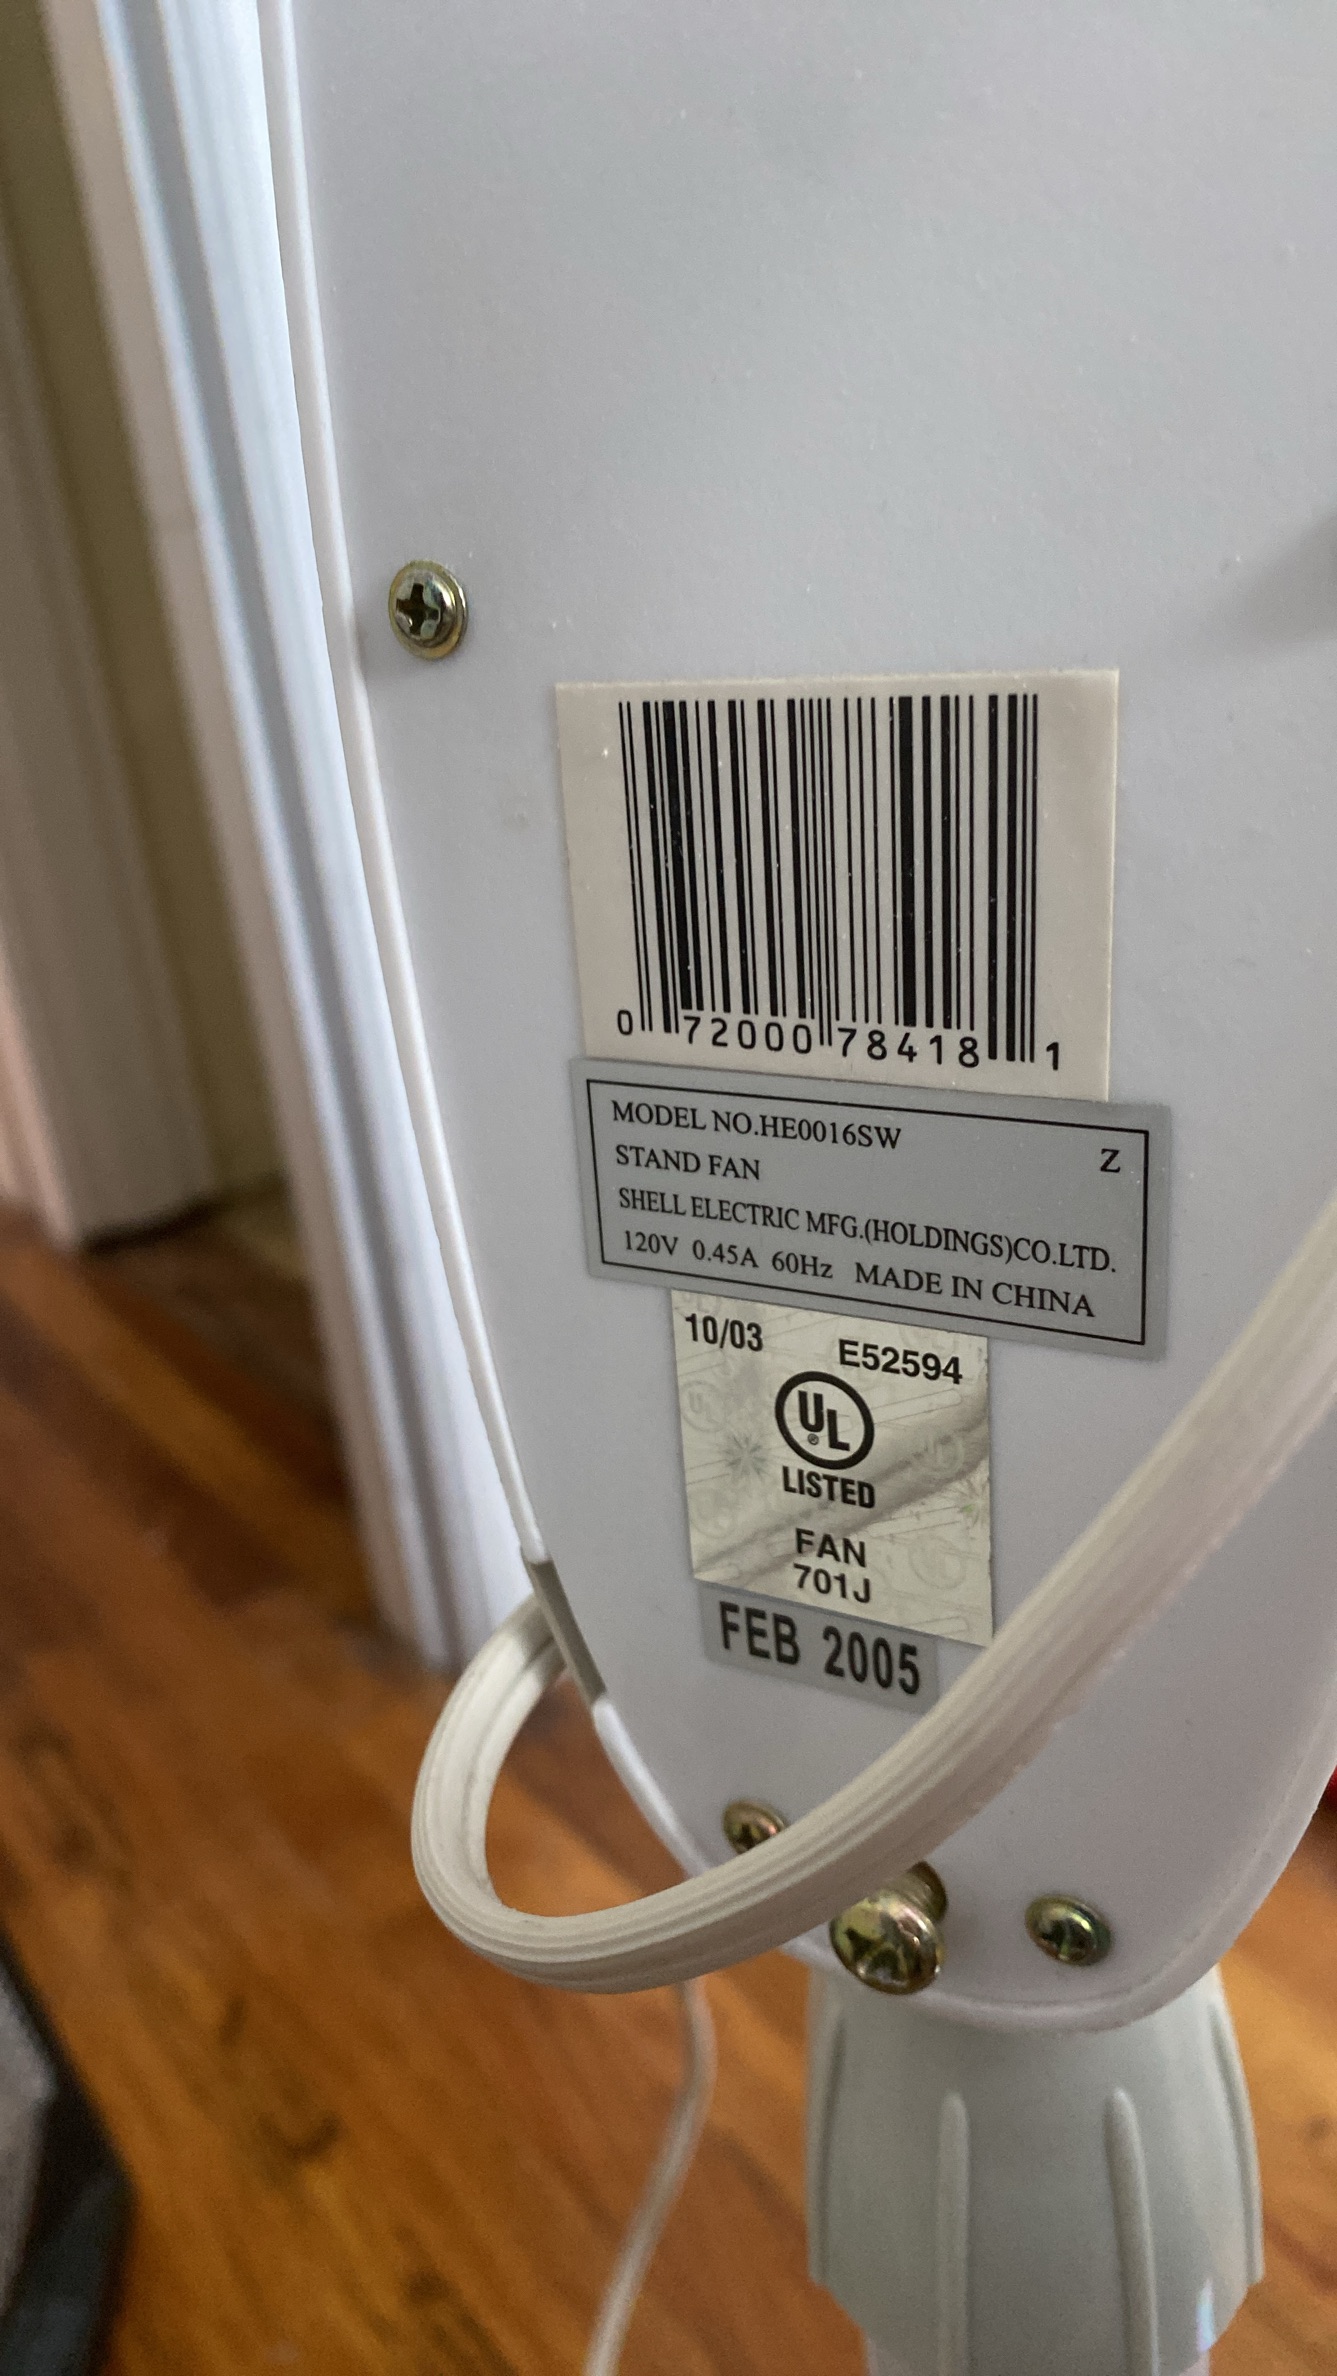 0 72000 78418 1
MODEL NO.HE0016SW
Z
STAND FAN
SHELL ELECTRIC MFG.(HOLDINGS)CO.LTD.
120V 0.45A 60Hz MADE IN CHINA
10/03 E52594
UL
®
LISTED
FAN
701J
FEB 2005